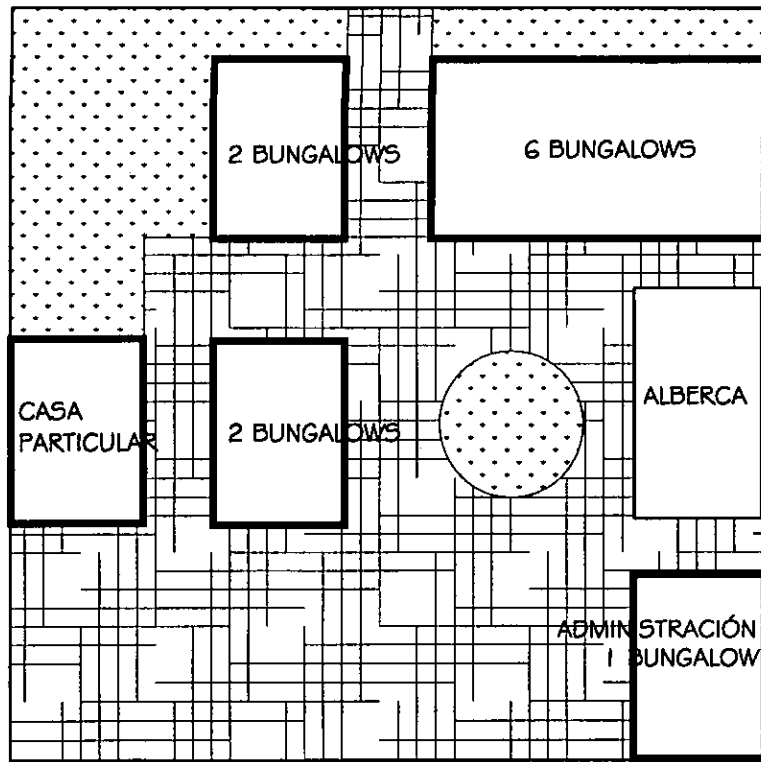 2 BUNGALOWS
6 BUNGALOWS
ALBERCA
CASA
PARTICULAR
2 BUNGALOWS
ADMINISTRACIÓN
1 BUNGALOW